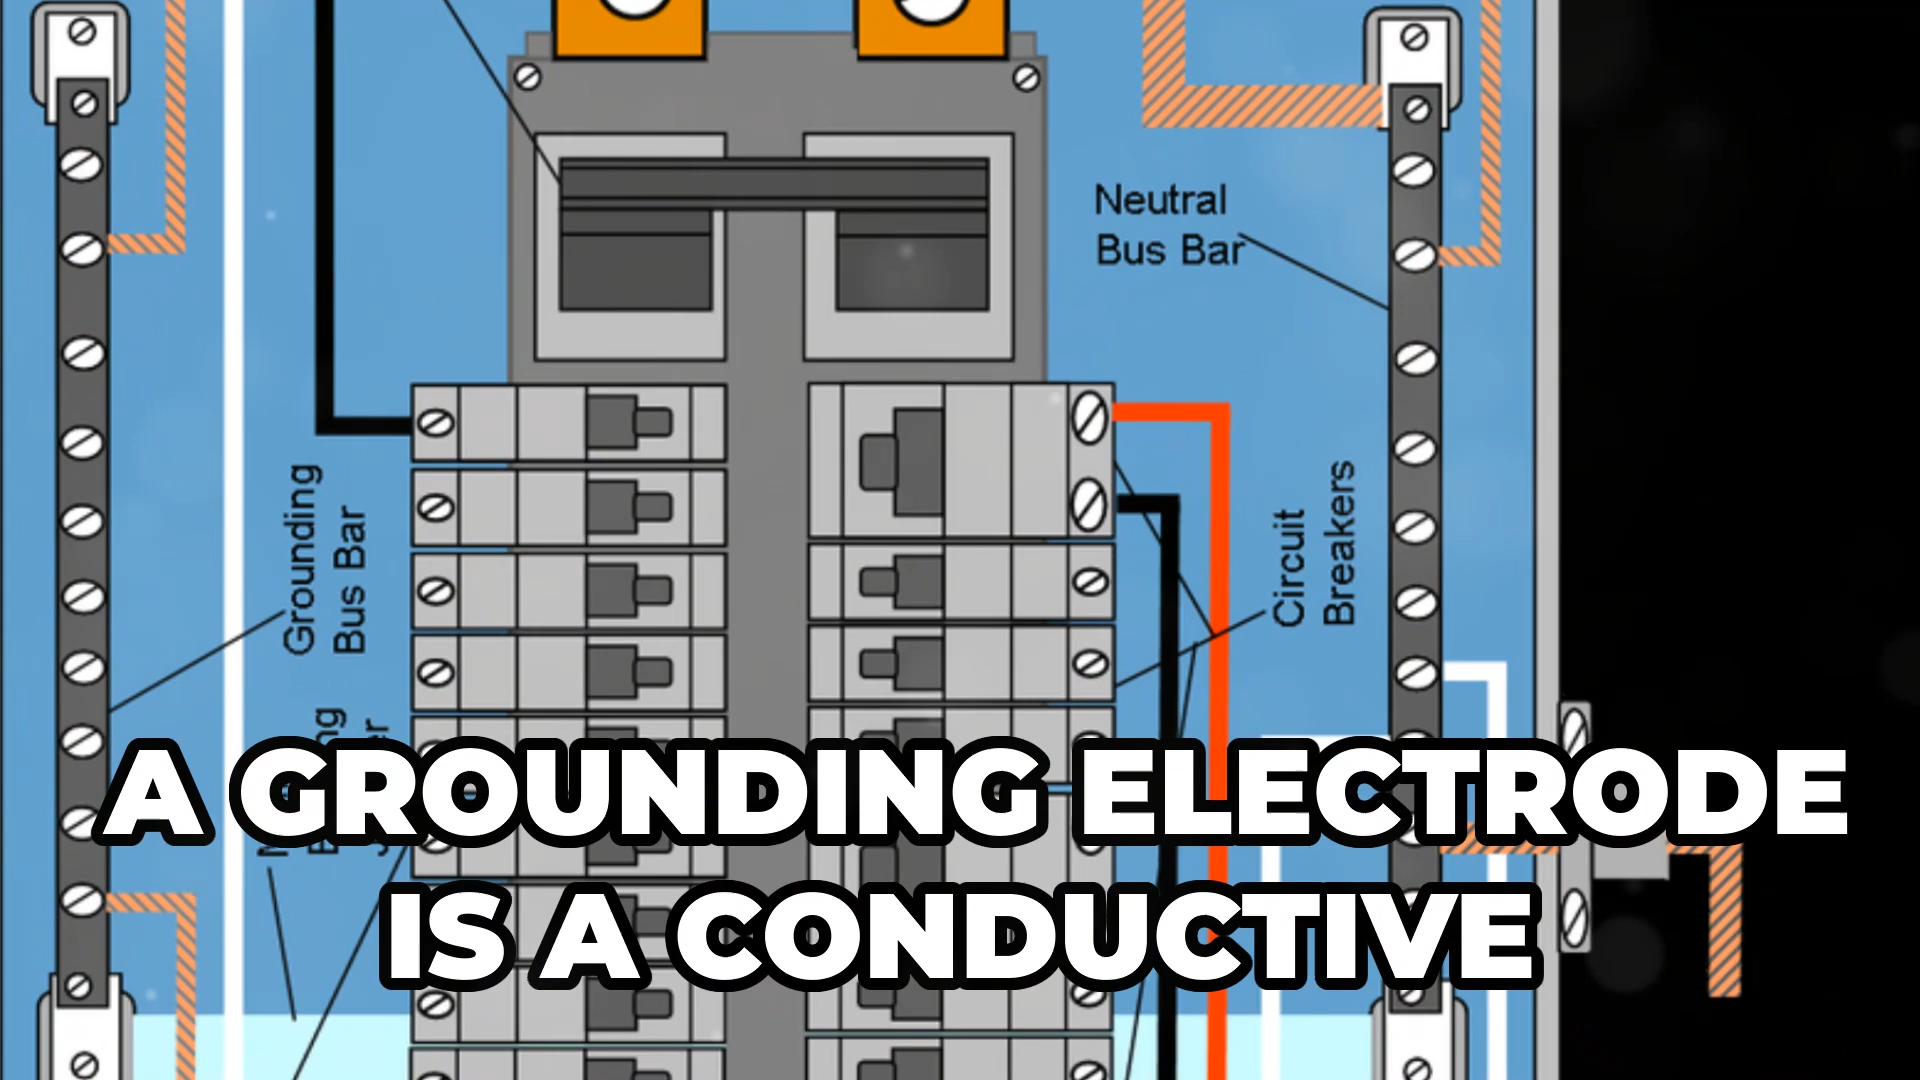 Neutral
Bus Bar
Grounding
Bus Bar
Circuit
Breakers
A GROUNDING ELECTRODE
IS A CONDUCTIVE